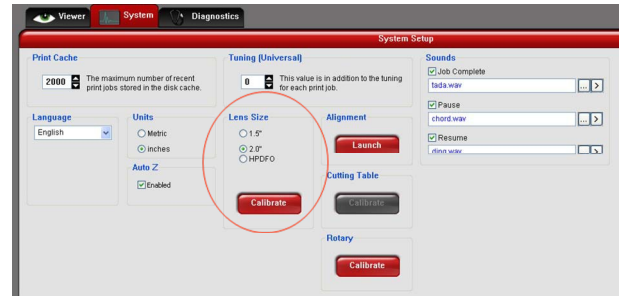 Viewer
System
Diagnostics
System Setup
Print Cache
2000
The maximum number of recent
print jobs stored in the disk cache.
Tuning (Universal)
0
This value is in addition to the tuning
for each print job.
Sounds
Job Complete
tada.wav
... >
Pause
chord.wav
... >
Resume
ding.wav
... >
Language
English
Units
Metric
inches
Auto Z
Enabled
Lens Size
1.5"
2.0"
HPDFO
Calibrate
Alignment
Launch
Cutting Table
Calibrate
Rotary
Calibrate